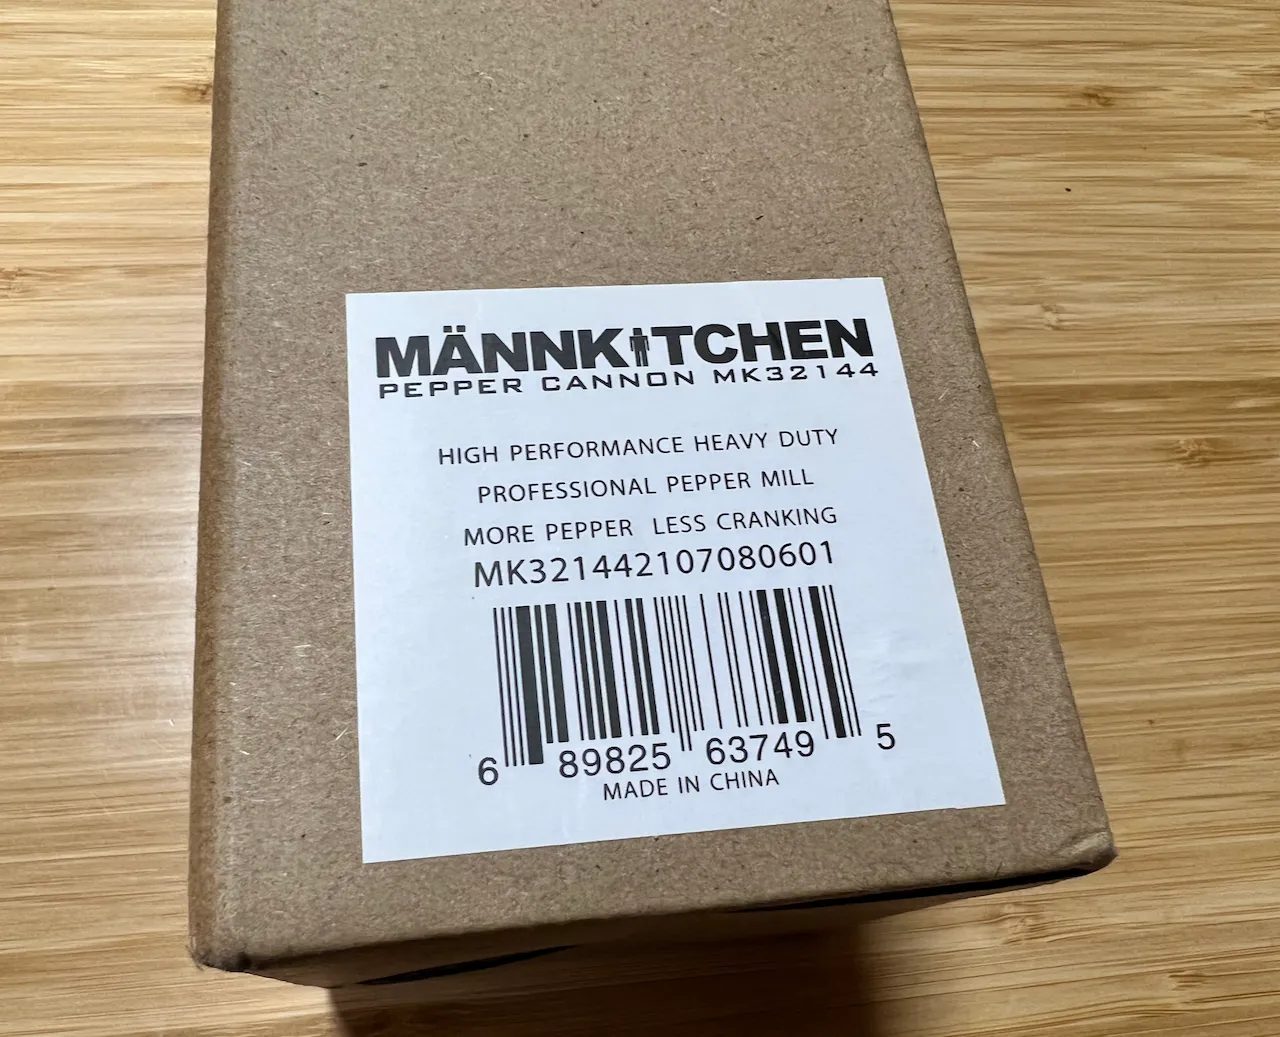 MÄNNKITCHEN
PEPPER CANNON MK32144
HIGH PERFORMANCE HEAVY DUTY
PROFESSIONAL PEPPER MILL
MORE PEPPER LESS CRANKING
MK321442107080601
6 89825 63749 5
MADE IN CHINA